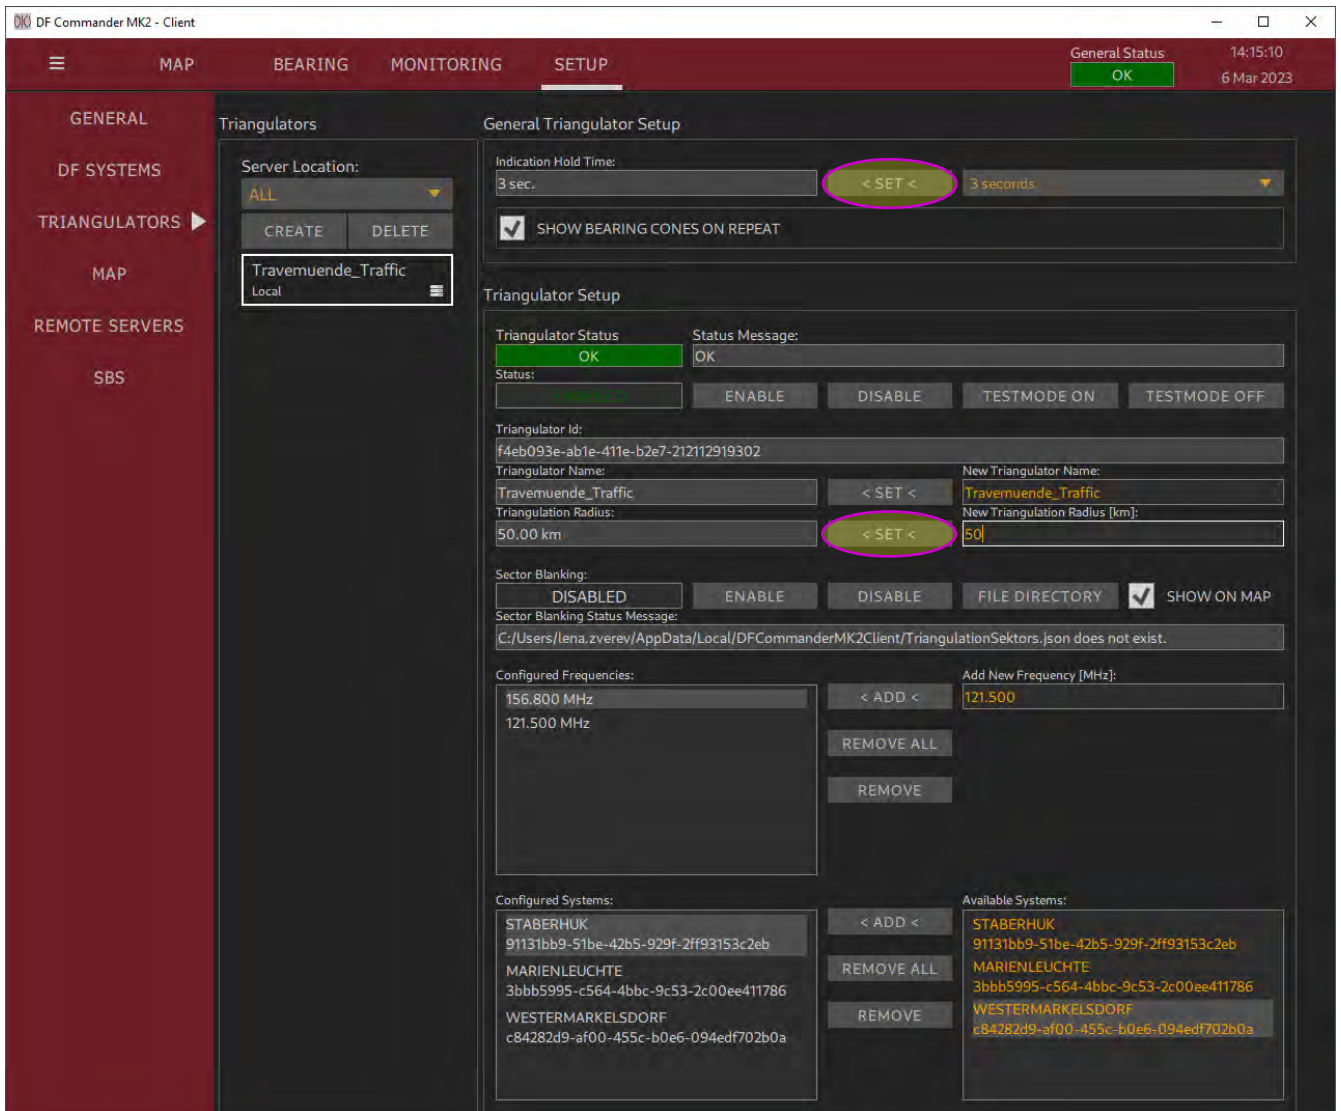 DF Commander MK2 - Client
MAP BEARING MONITORING SETUP
General Status
OK
14:15:10
6 Mar 2023
GENERAL
DF SYSTEMS
TRIANGULATORS
MAP
REMOTE SERVERS
SBS
Triangulators
Server Location:
ALL
CREATE DELETE
Travemuende_Traffic
Local
General Triangulator Setup
Indication Hold Time:
3 sec. < SET < 3 seconds
SHOW BEARING CONES ON REPEAT
Triangulator Setup
Triangulator Status Status Message:
OK OK
Status:
ENABLE DISABLE TESTMODE ON TESTMODE OFF
Triangulator Id:
f4eb093e-ab1e-411e-b2e7-212112919302
Triangulator Name: New Triangulator Name:
Travemuende_Traffic < SET < Travemuende_Traffic
Triangulation Radius: New Triangulation Radius [km]:
50.00 km < SET < 50
Sector Blanking:
DISABLED ENABLE DISABLE FILE DIRECTORY SHOW ON MAP
Sector Blanking Status Message:
C:/Users/lena.zverev/AppData/Local/DFCommanderMK2Client/TriangulationSektors.json does not exist.
Configured Frequencies: Add New Frequency [MHz]:
156.800 MHz < ADD < 121.500
121.500 MHz
REMOVE ALL
REMOVE
Configured Systems: Available Systems:
STABERHUK < ADD < STABERHUK
91131bb9-51be-42b5-929f-2ff93153c2eb 91131bb9-51be-42b5-929f-2ff93153c2eb
MARIENLEUCHTE REMOVE ALL MARIENLEUCHTE
3bbb5995-c564-4bbc-9c53-2c00ee411786 3bbb5995-c564-4bbc-9c53-2c00ee411786
WESTERMARKELSDORF REMOVE WESTERMARKELSDORF
c84282d9-af00-455c-b0e6-094edf702b0a c84282d9-af00-455c-b0e6-094edf702b0a